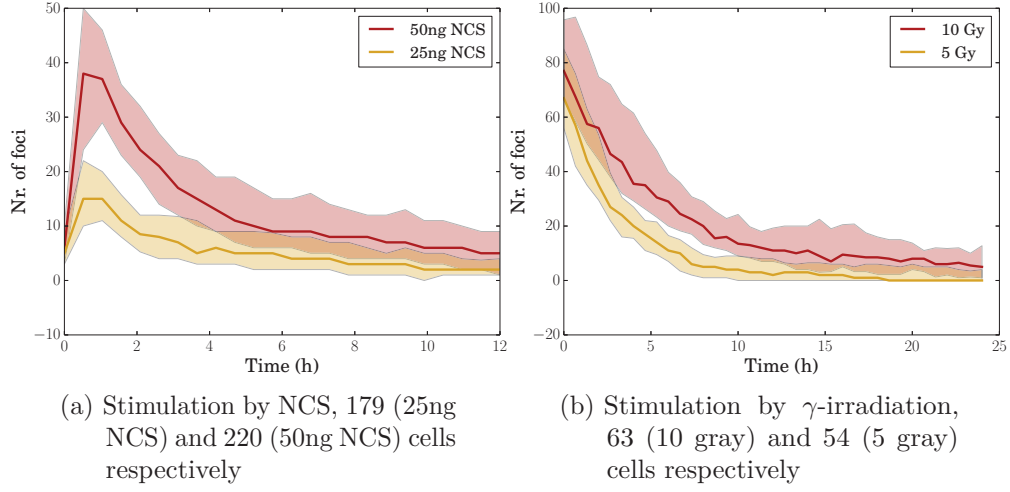 50
40
30
20
10
0
−10
Nr. of foci
0 2 4 6 8 10 12
Time (h)
50ng NCS
25ng NCS
100
80
60
40
20
0
−20
Nr. of foci
0 5 10 15 20 25
Time (h)
10 Gy
5 Gy
(a) Stimulation by NCS, 179 (25ng
NCS) and 220 (50ng NCS) cells
respectively
(b) Stimulation by γ-irradiation,
63 (10 gray) and 54 (5 gray)
cells respectively